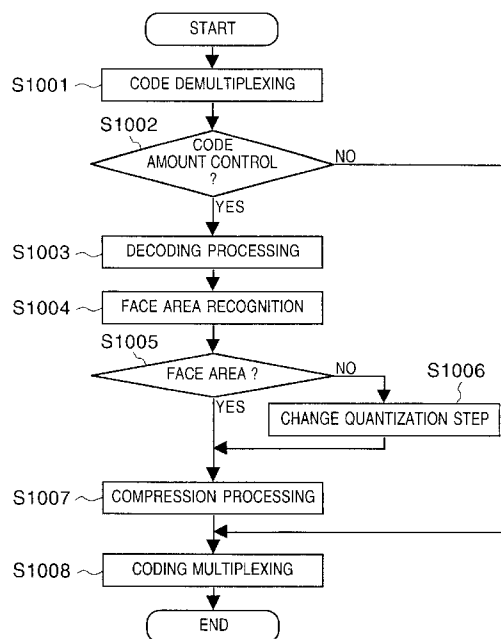 START
S1001
CODE DEMULTIPLEXING
S1002
CODE
AMOUNT CONTROL
?
NO
YES
S1003
DECODING PROCESSING
S1004
FACE AREA RECOGNITION
S1005
FACE AREA ?
NO
S1006
YES
CHANGE QUANTIZATION STEP
S1007
COMPRESSION PROCESSING
S1008
CODING MULTIPLEXING
END